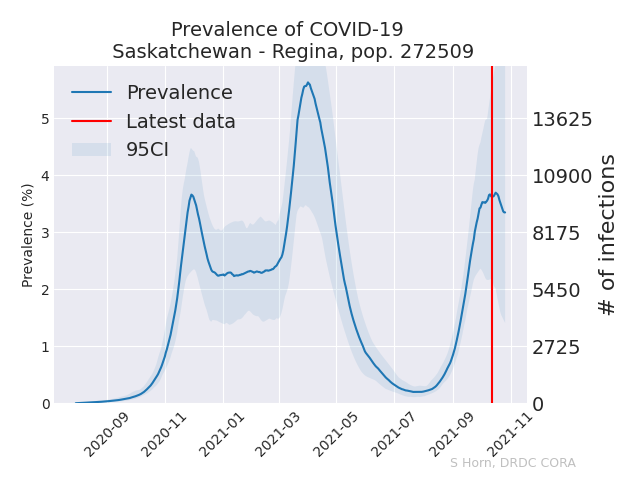 Prevalence of COVID-19
Saskatchewan - Regina, pop. 272509
Prevalence
Latest data
95CI
Prevalence (%)
5
4
3
2
1
0
13625
10900
8175
5450
2725
0
# of infections
2020-09
2020-11
2021-01
2021-03
2021-05
2021-07
2021-09
2021-11
S Horn, DRDC CORA